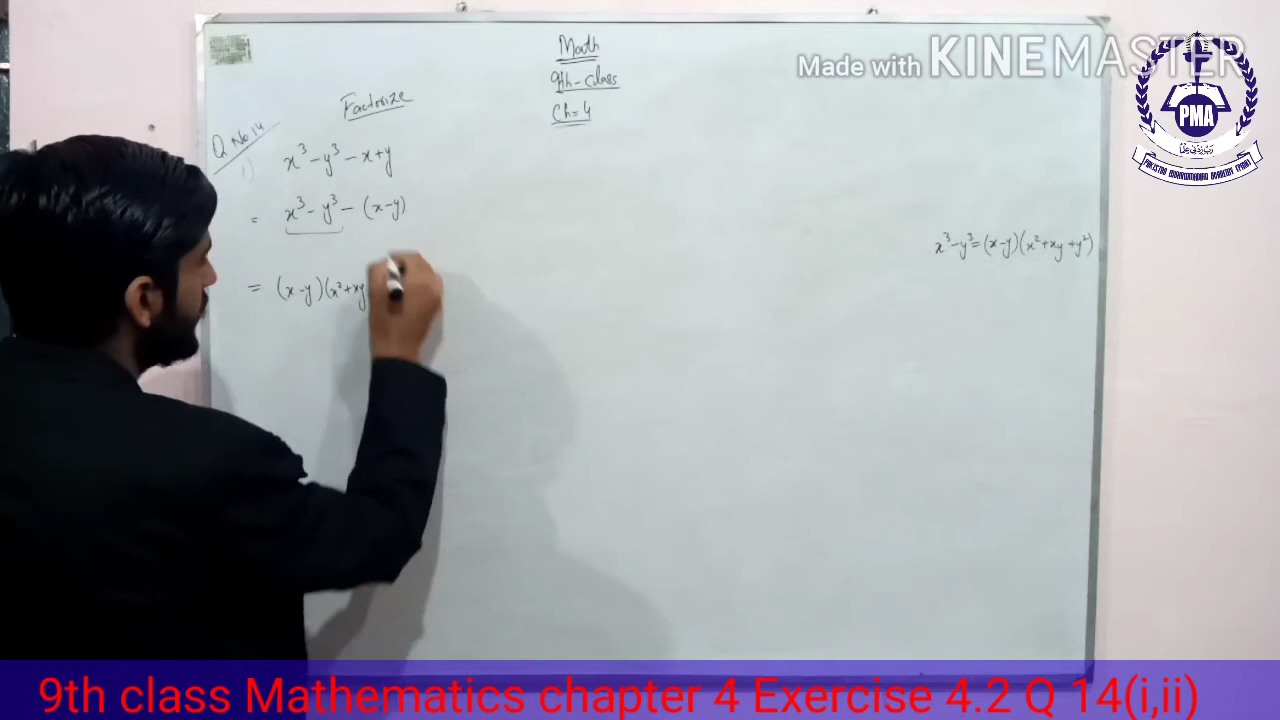 Made with KINEMASTER
PMA
Math
9th-class
Ch=4
Factorize
Q No 14
i) x³ - y³ - x + y
= x³ - y³ - (x - y)
= (x - y)(x² + xy
x³ - y³ = (x - y)(x² + xy + y²)
9th class Mathematics chapter 4 Exercise 4.2 Q 14(i,ii)